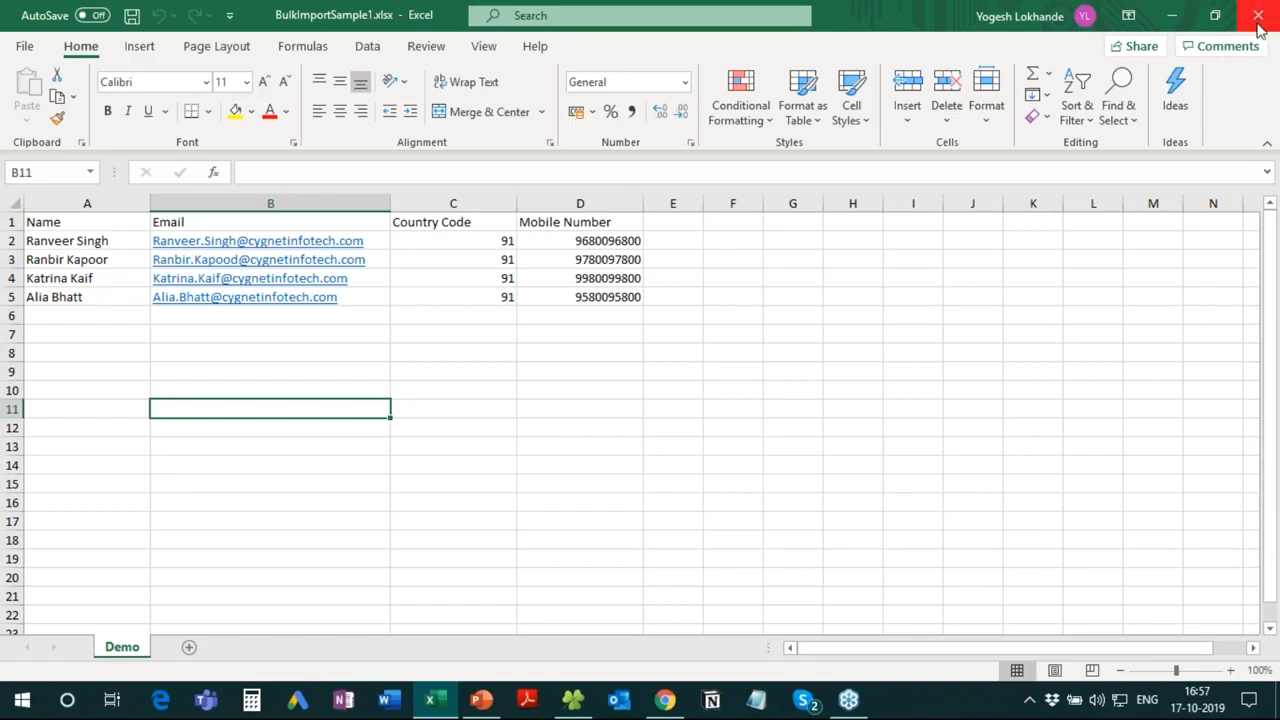 AutoSave Off BulkImportSample1.xlsx - Excel Search Yogesh Lokhande YL
File Home Insert Page Layout Formulas Data Review View Help Share Comments
Paste Calibri 11 Wrap Text General Conditional Formatting Format as Table Cell Styles Insert Delete Format Sort & Filter Find & Select Ideas
B I U Merge & Center
Clipboard Font Alignment Number Styles Cells Editing Ideas
B11 fx
A B C D E F G H I J K L M N
1 Name Email Country Code Mobile Number
2 Ranveer Singh Ranveer.Singh@cygnetinfotech.com 91 9680096800
3 Ranbir Kapoor Ranbir.Kapood@cygnetinfotech.com 91 9780097800
4 Katrina Kaif Katrina.Kaif@cygnetinfotech.com 91 9980099800
5 Alia Bhatt Alia.Bhatt@cygnetinfotech.com 91 9580095800
6
7
8
9
10
11
12
13
14
15
16
17
18
19
20
21
22
23
Demo
100%
ENG 16:57
17-10-2019